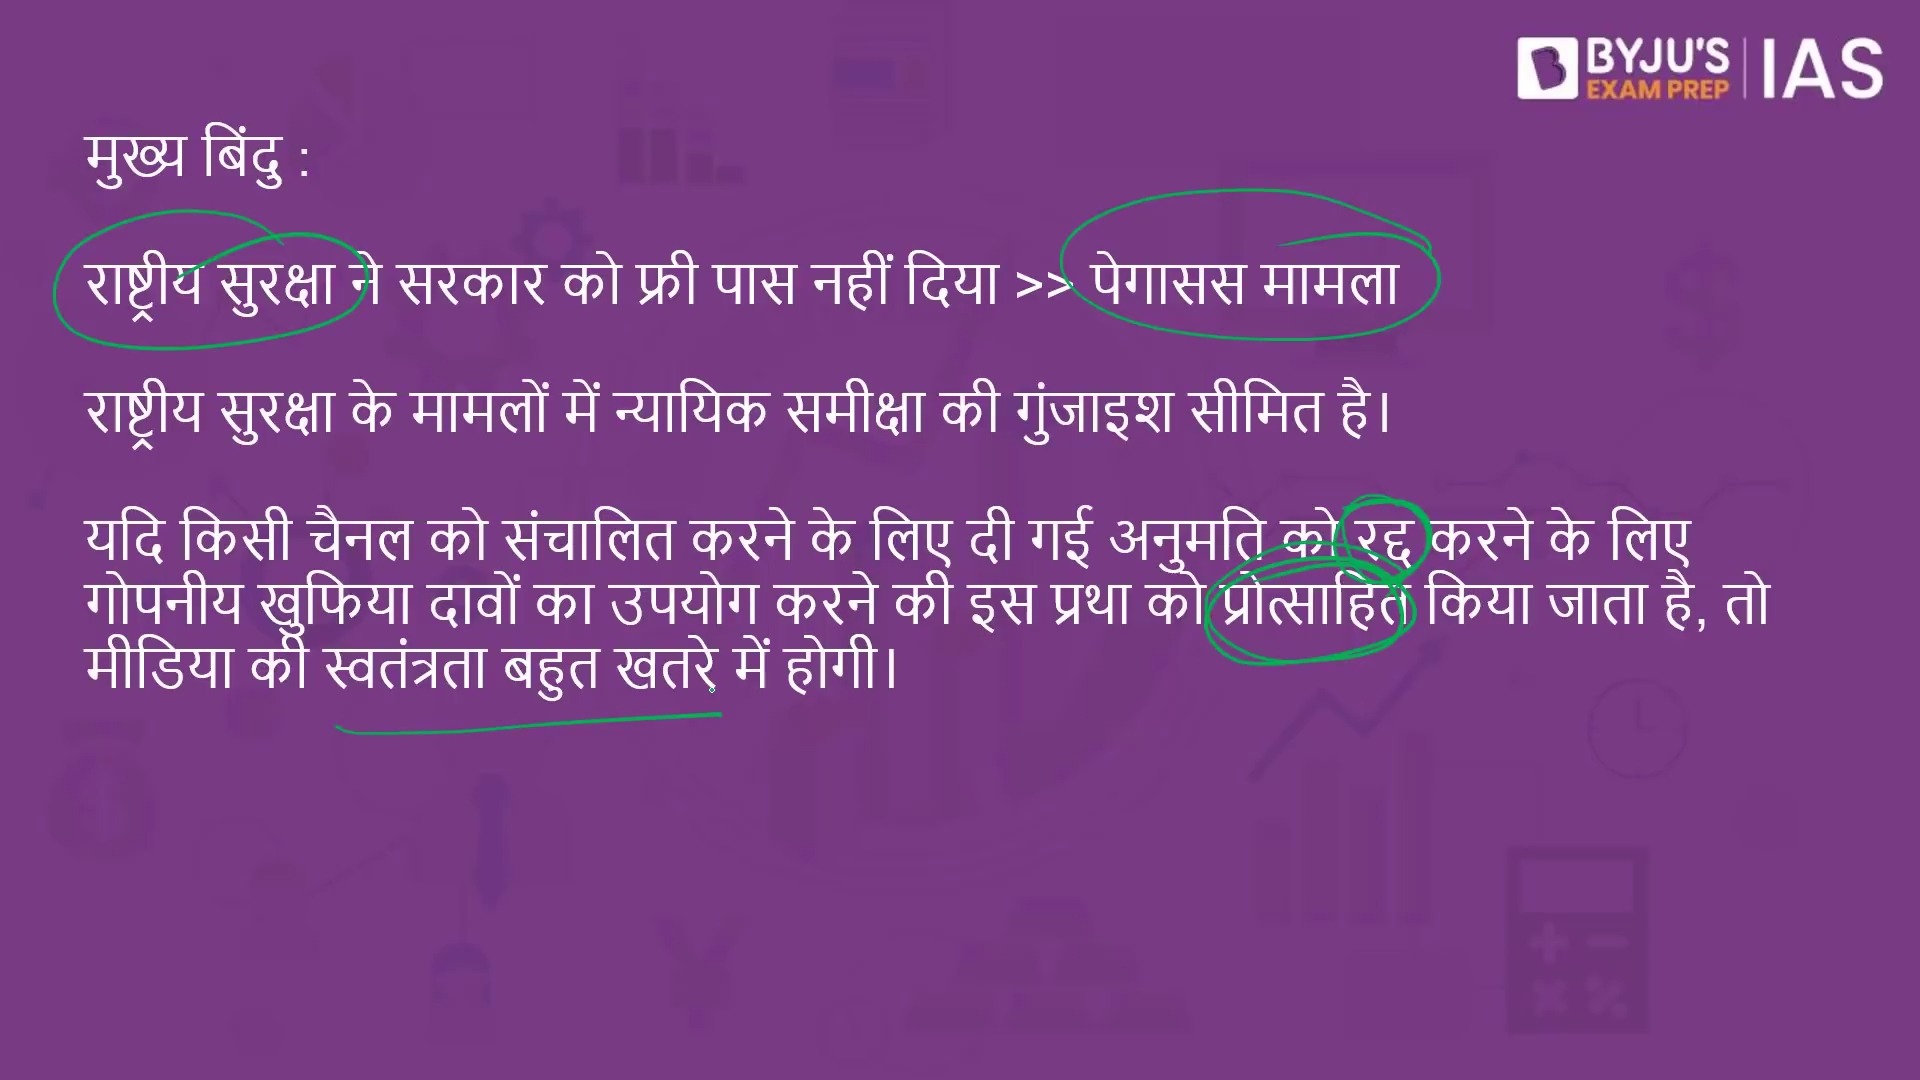 BYJU'S
EXAM PREP
IAS
मुख्य बिंदु :
राष्ट्रीय सुरक्षा ने सरकार को फ्री पास नहीं दिया >> पेगासस मामला
राष्ट्रीय सुरक्षा के मामलों में न्यायिक समीक्षा की गुंजाइश सीमित है।
यदि किसी चैनल को संचालित करने के लिए दी गई अनुमति को रद्द करने के लिए
गोपनीय खुफिया दावों का उपयोग करने की इस प्रथा को प्रोत्साहित किया जाता है, तो
मीडिया की स्वतंत्रता बहुत खतरे में होगी।